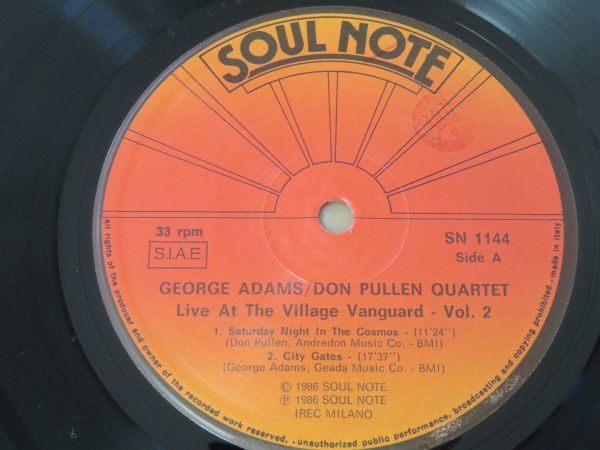 SOUL NOTE
33 rpm
S.I.A.E.
SN 1144
Side A
GEORGE ADAMS/DON PULLEN QUARTET
Live At The Village Vanguard - Vol. 2
1. Saturday Night In The Cosmos - (11'24'')
(Don Pullen, Andredon Music Co. - BMI)
2. City Gates - (17'37'')
(George Adams, Geada Music Co. - BMI)
© 1986 SOUL NOTE
℗ 1986 SOUL NOTE
IREC MILANO
all rights of the producer and owner of the recorded work reserved. - unauthorized public performance, broadcasting and copying prohibited. - made in italy